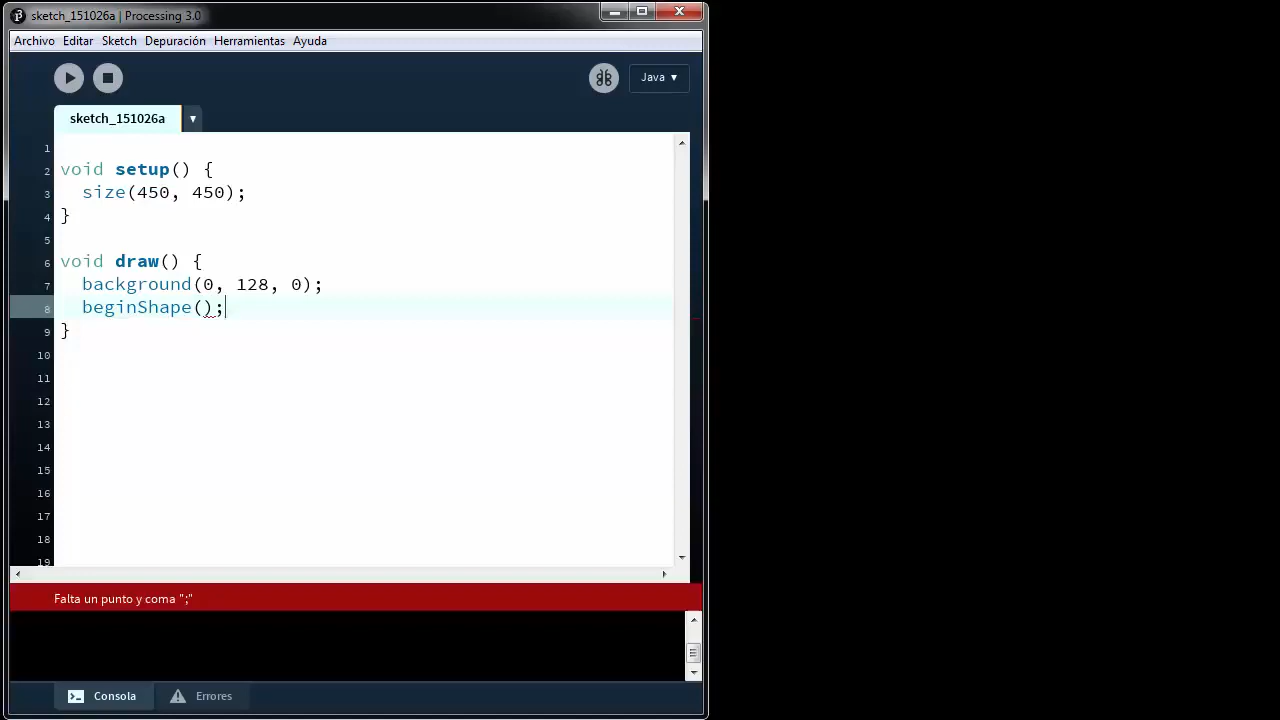 sketch_151026a | Processing 3.0
Archivo Editar Sketch Depuración Herramientas Ayuda
Java ▾
sketch_151026a ▾
1
2 void setup() {
3   size(450, 450);
4 }
5
6 void draw() {
7   background(0, 128, 0);
8   beginShape();
9 }
10
11
12
13
14
15
16
17
18
19
Falta un punto y coma ";"
Consola Errores